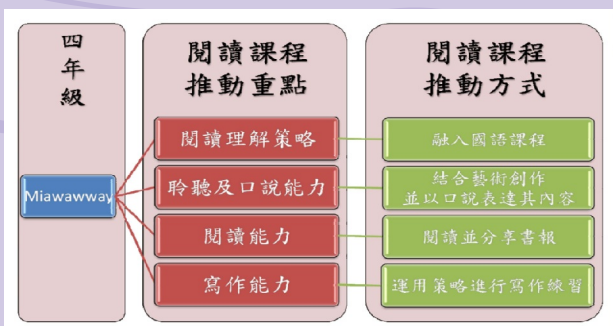 四
年
級
閱讀課程
推動重點
閱讀課程
推動方式
Miawawway
閱讀理解策略
融入國語課程
聆聽及口說能力
結合藝術創作
並以口說表達其內容
閱讀能力
閱讀並分享書報
寫作能力
運用策略進行寫作練習